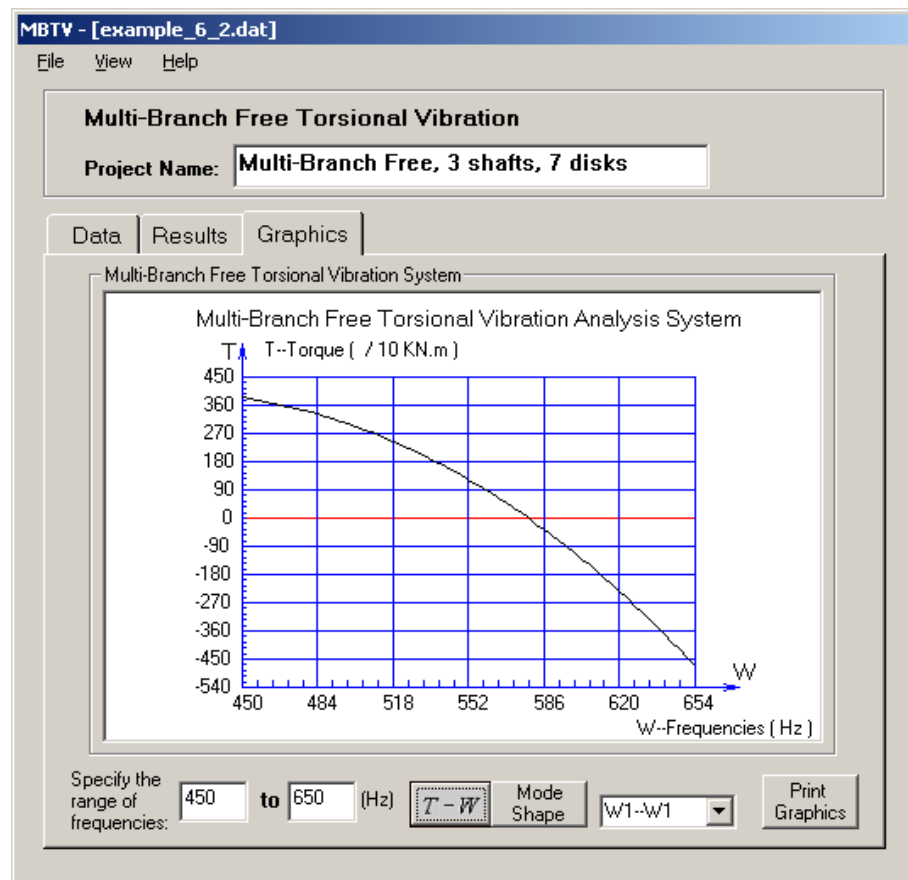 MBTV - [example_6_2.dat]
File View Help
Multi-Branch Free Torsional Vibration
Project Name: Multi-Branch Free, 3 shafts, 7 disks
Data Results Graphics
Multi-Branch Free Torsional Vibration System
Multi-Branch Free Torsional Vibration Analysis System
T T--Torque ( / 10 KN.m )
450
360
270
180
90
0
-90
-180
-270
-360
-450
-540
W
450 484 518 552 586 620 654
W--Frequencies ( Hz )
Specify the
range of
frequencies:
450 to 650 (Hz)
T - W
Mode
Shape
W1--W1
Print
Graphics